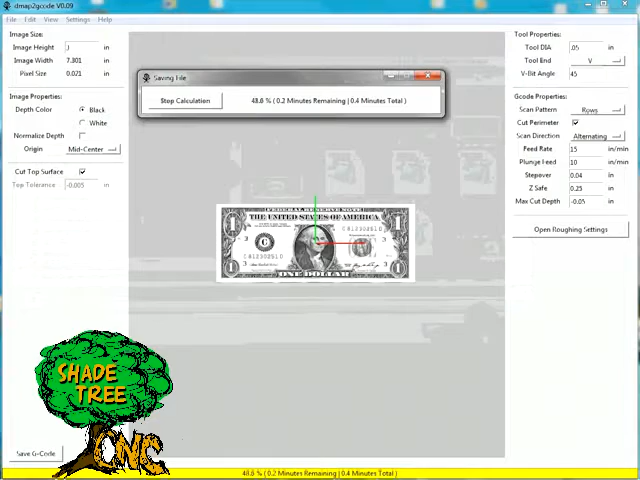 dmap2gcode V0.09
File Edit View Settings Help
Image Size:
Image Height in
Image Width 7.301 in
Pixel Size 0.021 in
Image Properties:
Depth Color Black
White
Normalize Depth
Origin Mid-Center
Cut Top Surface
Top Tolerance -0.005 in
Saving File
Stop Calculation 48.6 % ( 0.2 Minutes Remaining | 0.4 Minutes Total )
FEDERAL RESERVE NOTE
THE UNITED STATES OF AMERICA
ONE DOLLAR
Tool Properties:
Tool DIA .05 in
Tool End V
V-Bit Angle 45
Gcode Properties:
Scan Pattern Rows
Cut Perimeter
Scan Direction Alternating
Feed Rate 15 in/min
Plunge Feed 10 in/min
Stepover 0.04 in
Z Safe 0.25 in
Max Cut Depth -0.05 in
Open Roughing Settings
SHADE
TREE
CNC
Save G-Code
48.6 % ( 0.2 Minutes Remaining | 0.4 Minutes Total )